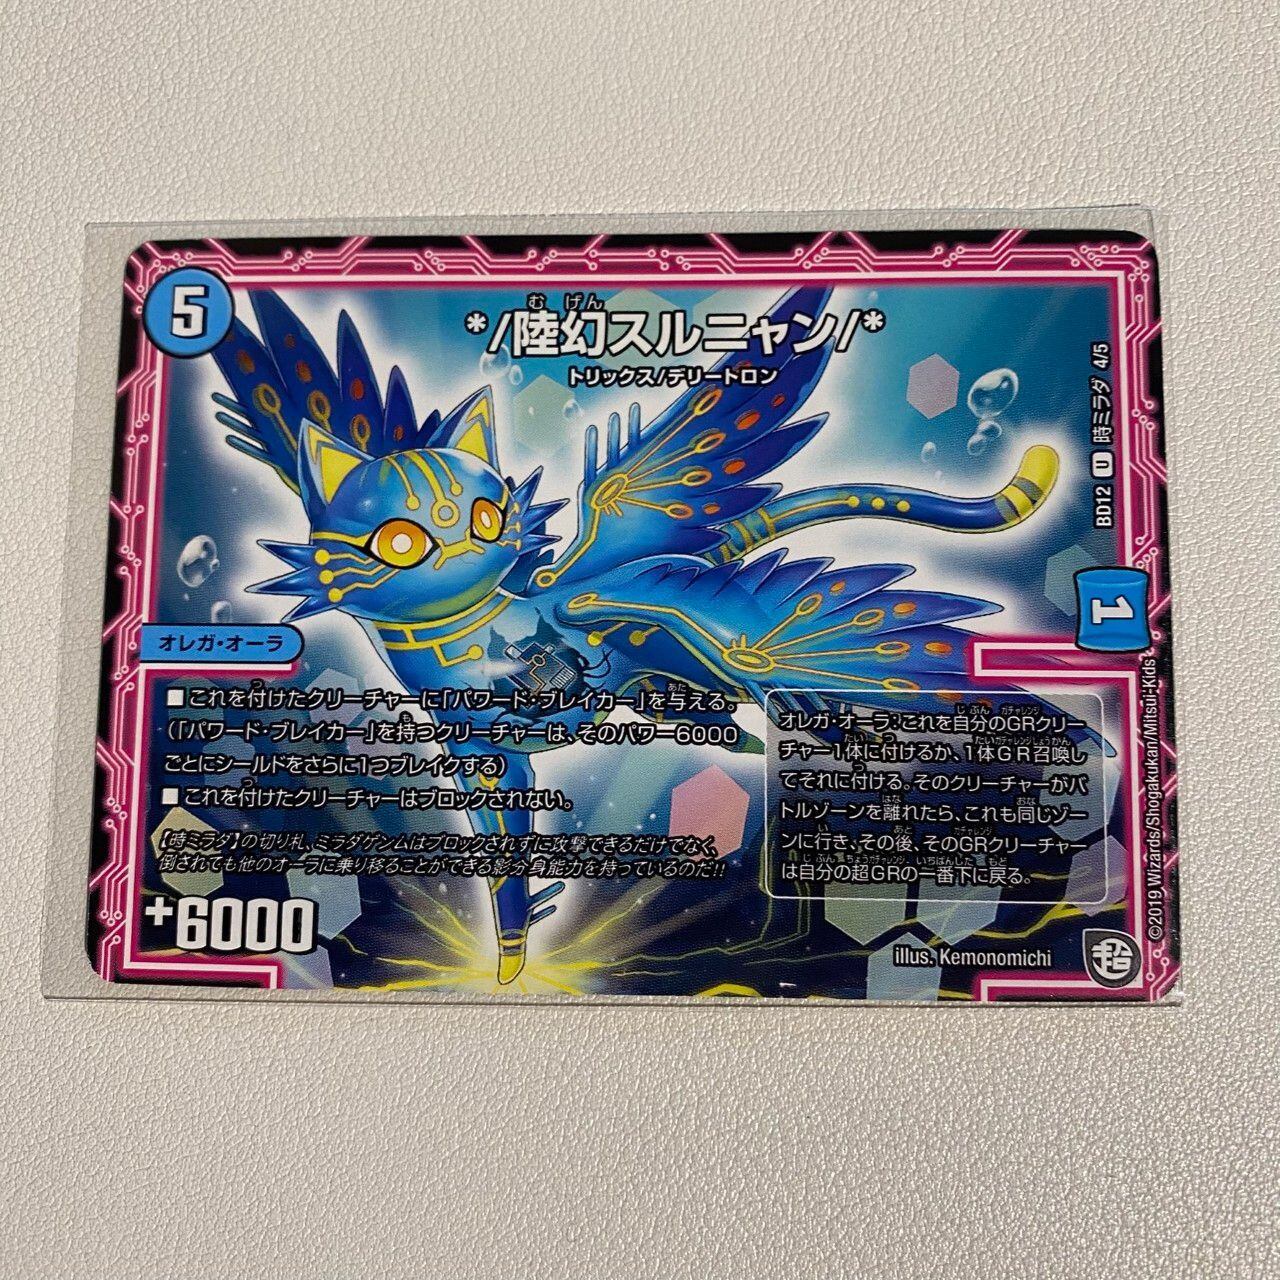 5
むげん
*/陸幻スルニャン/*
トリックス/デリートロン
BD12 U 時ミラダ 4/5
1
オレガ・オーラ
■これを付けたクリーチャーに「パワード・ブレイカー」を与える。
(「パワード・ブレイカー」を持つクリーチャーは、そのパワー6000
ごとにシールドをさらに1つブレイクする)
■これを付けたクリーチャーはブロックされない。
【時ミラダ】の切り札、ミラダゲンムはブロックされずに攻撃できるだけでなく、
倒されても他のオーラに乗り移ることができる影分身能力を持っているのだ!!
+6000
オレガ・オーラ:これを自分のGRクリー
チャー1体に付けるか、1体GR召喚し
てそれに付ける。そのクリーチャーがバ
トルゾーンを離れたら、これも同じゾー
ンに行き、その後、そのGRクリーチャー
は自分の超GRの一番下に戻る。
illus. Kemonomichi
超
©2019 Wizards/Shogakukan/Mitsui-Kids